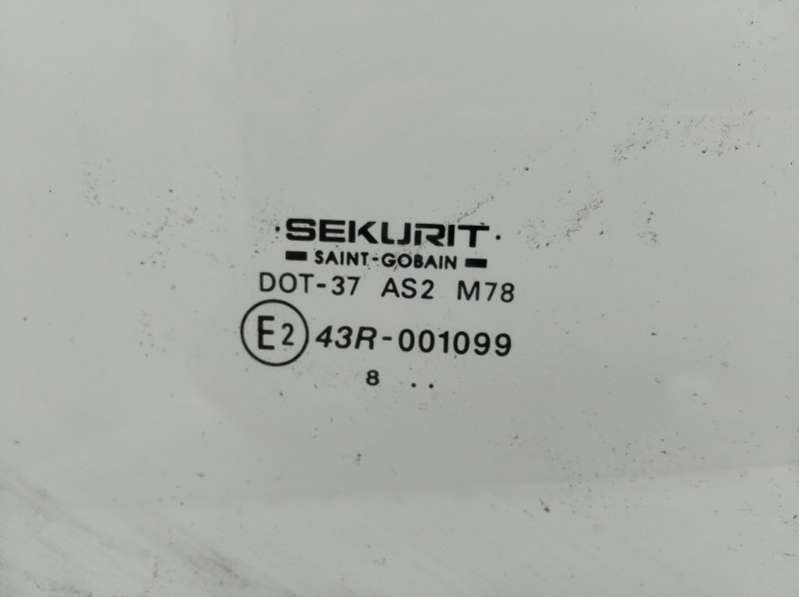 ·SEKURIT·
SAINT-GOBAIN
DOT-37 AS2 M78
E2 43R-001099
8 ..